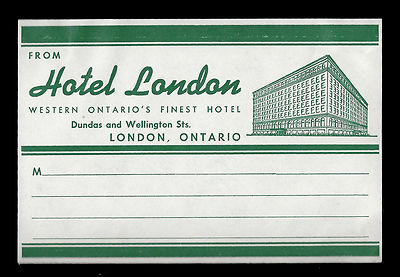 FROM
Hotel London
WESTERN ONTARIO'S FINEST HOTEL
Dundas and Wellington Sts.
LONDON, ONTARIO
M